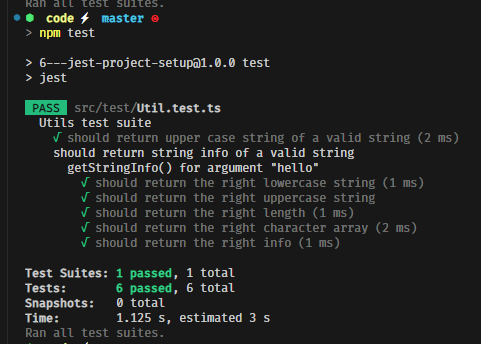 Ran all test suites.
code ⚡ master
> npm test
> 6---jest-project-setup@1.0.0 test
> jest
PASS src/test/Util.test.ts
Utils test suite
√ should return upper case string of a valid string (2 ms)
should return string info of a valid string
getStringInfo() for argument "hello"
√ should return the right lowercase string (1 ms)
√ should return the right uppercase string
√ should return the right length (1 ms)
√ should return the right character array (2 ms)
√ should return the right info (1 ms)
Test Suites: 1 passed, 1 total
Tests: 6 passed, 6 total
Snapshots: 0 total
Time: 1.125 s, estimated 3 s
Ran all test suites.